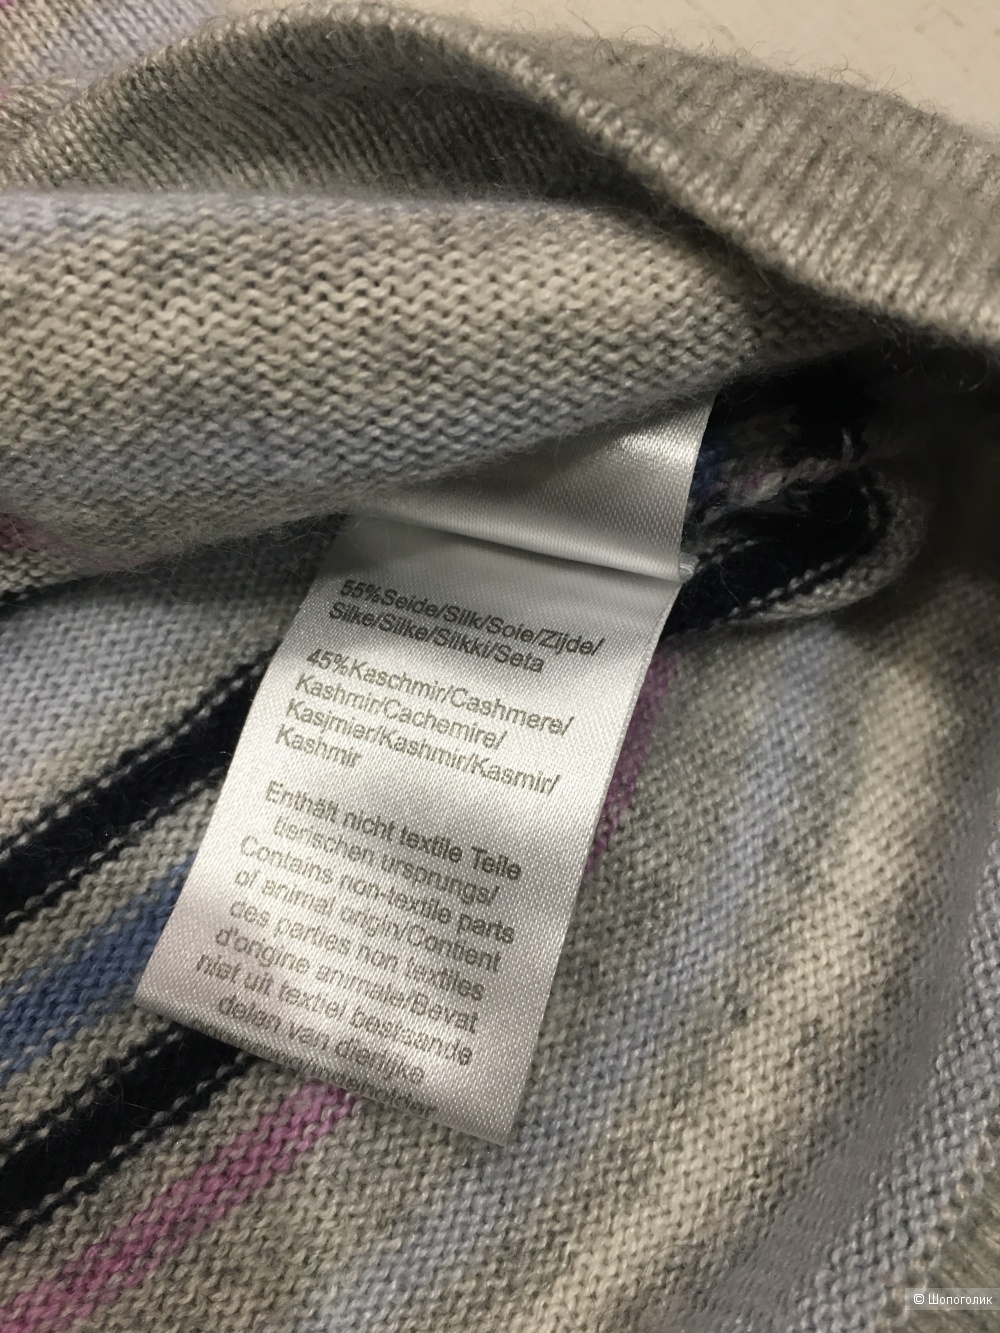 55%Seide/Silk/Soie/Zijde/
Silke/Silke/Silkki/Seta
45%Kaschmir/Cashmere/
Kashmir/Cachemire/
Kasjmier/Kashmir/Kasmir/
Kashmir
Enthält nicht textile Teile
tierischen ursprungs/
Contains non-textile parts
of animal origin/Contient
des parties non textiles
d'origine animale/Bevat
niet uit textiel bestaande
delen van dierlijke
© Шопоголик